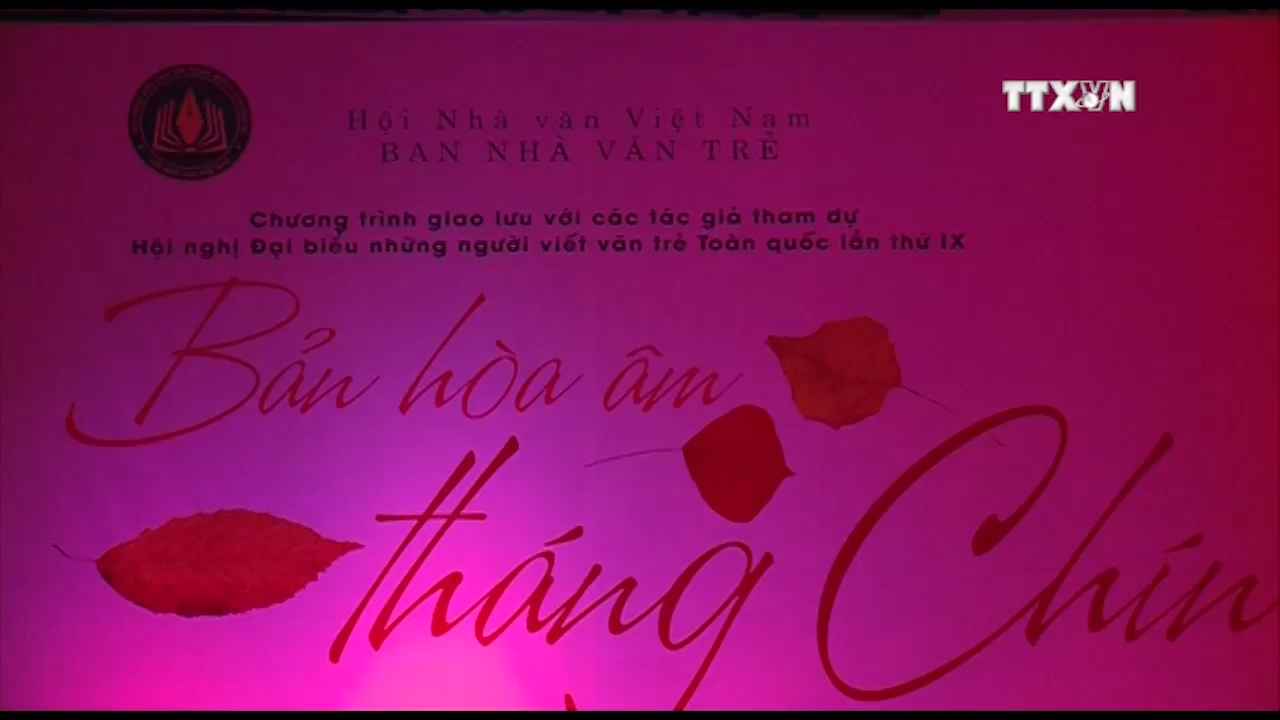 TTXVN
Hội Nhà văn Việt Nam
BAN NHÀ VĂN TRẺ
Chương trình giao lưu với các tác giả tham dự
Hội nghị Đại biểu những người viết văn trẻ Toàn quốc lần thứ IX
Bản hòa âm
tháng Chín